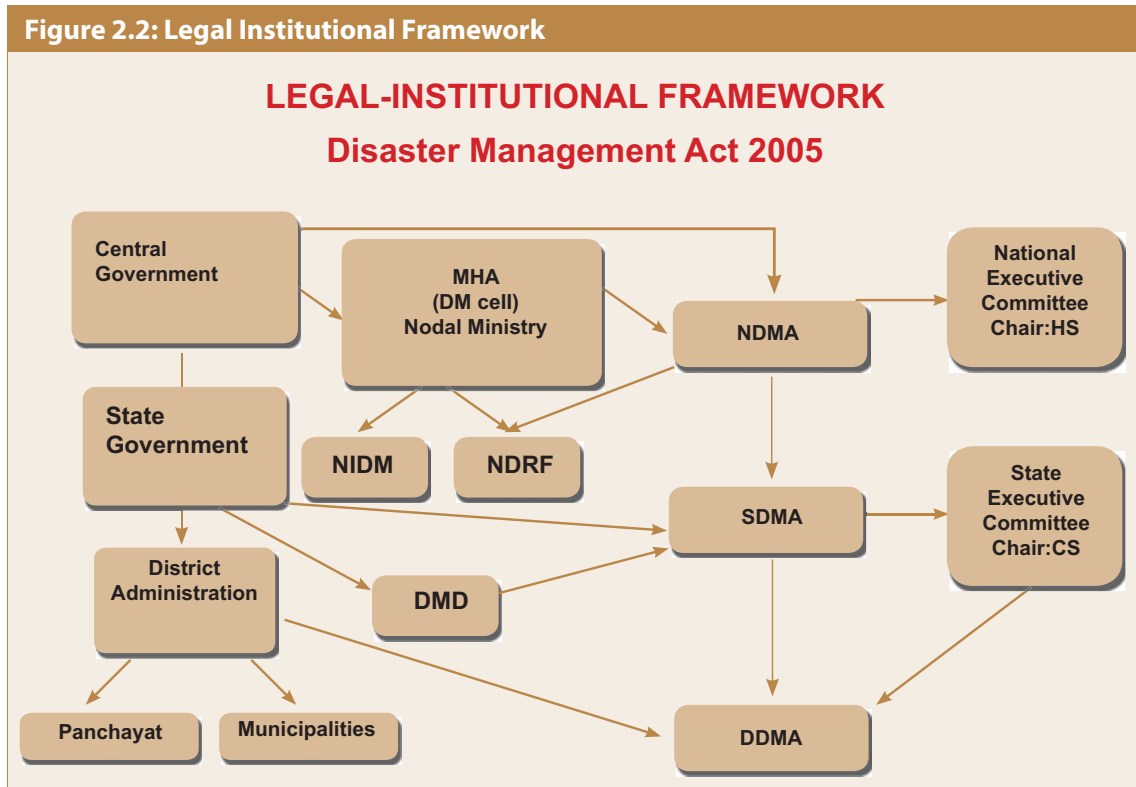 Figure 2.2: Legal Institutional Framework
LEGAL-INSTITUTIONAL FRAMEWORK
Disaster Management Act 2005
Central
Government
MHA
(DM cell)
Nodal Ministry
NDMA
National
Executive
Committee
Chair:HS
State
Government
NIDM
NDRF
SDMA
State
Executive
Committee
Chair:CS
District
Administration
DMD
Panchayat
Municipalities
DDMA